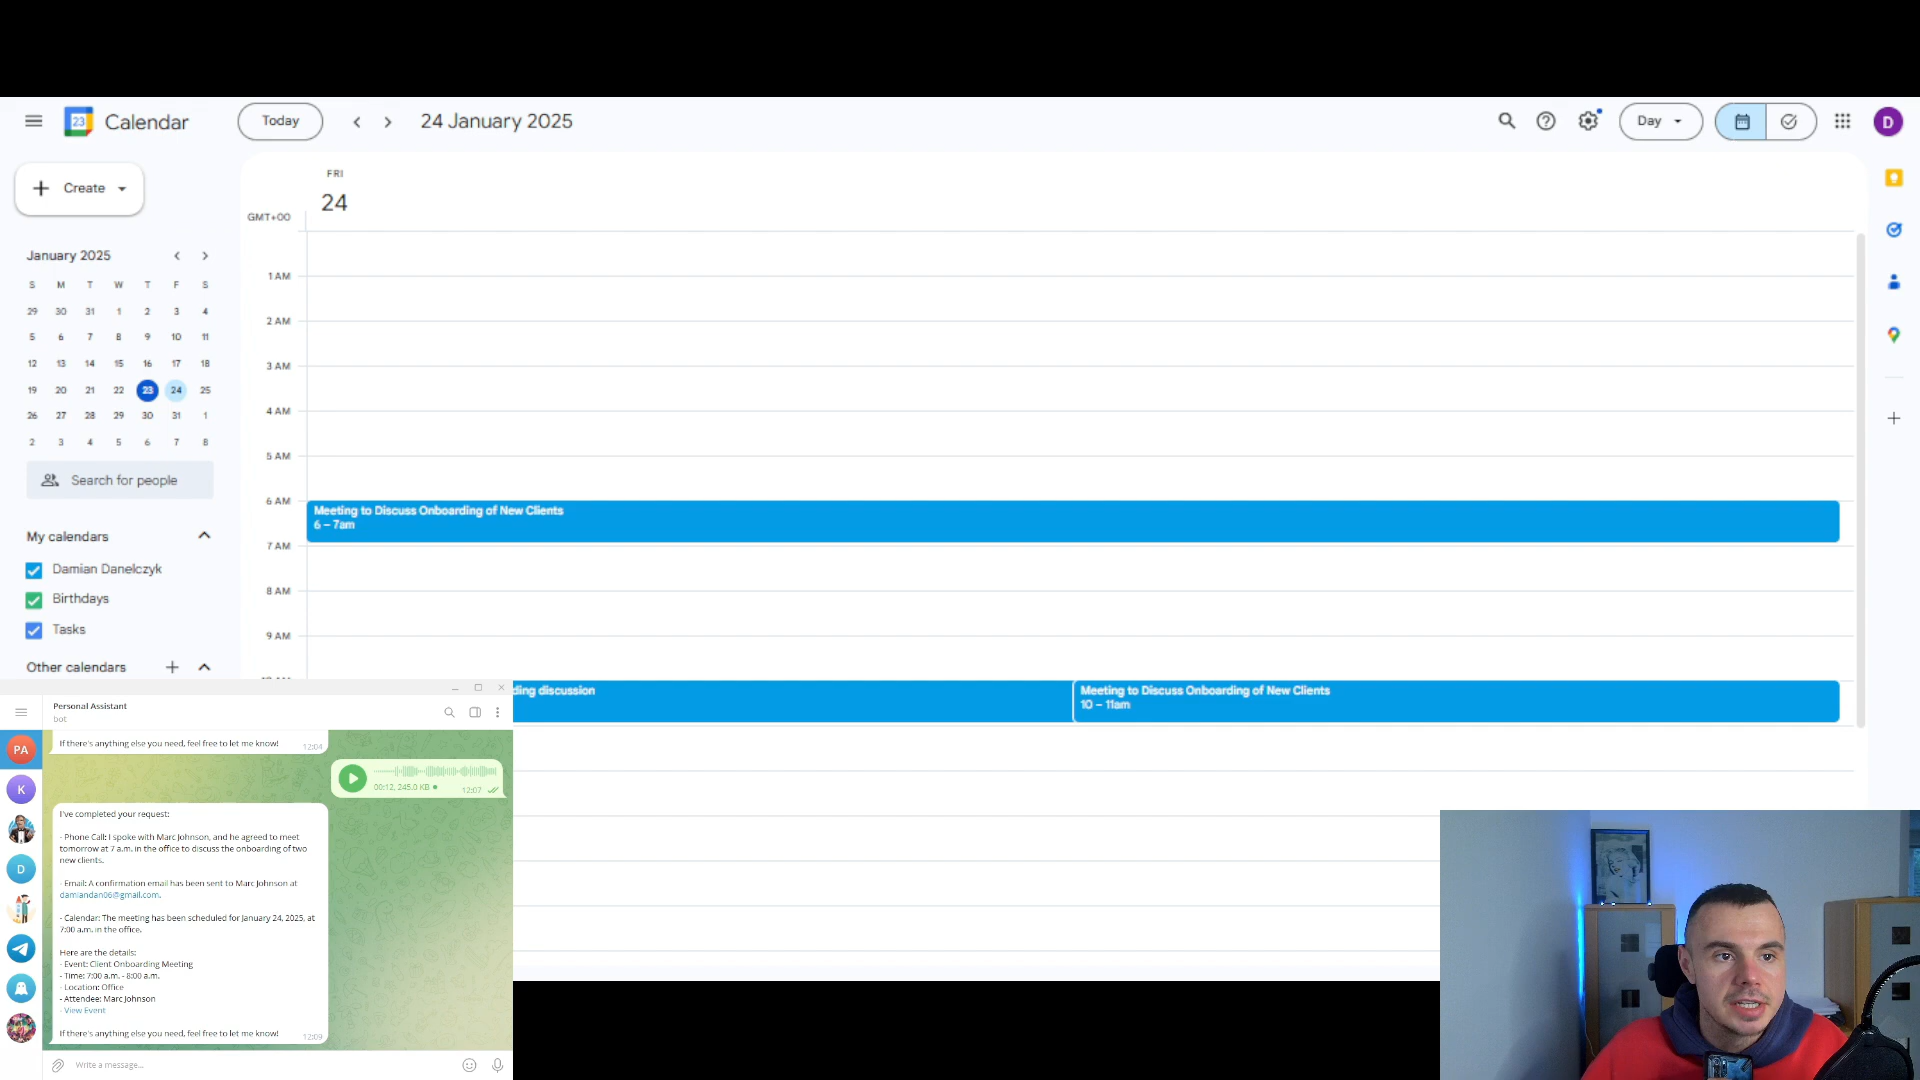 23 Calendar
Today
24 January 2025
Day
D
Create
FRI
24
GMT+00
January 2025
S M T W T F S
29 30 31 1 2 3 4
5 6 7 8 9 10 11
12 13 14 15 16 17 18
19 20 21 22 23 24 25
26 27 28 29 30 31 1
2 3 4 5 6 7 8
Search for people
My calendars
Damian Danelczyk
Birthdays
Tasks
Other calendars
1 AM
2 AM
3 AM
4 AM
5 AM
6 AM
7 AM
8 AM
9 AM
Meeting to Discuss Onboarding of New Clients
6 – 7am
ding discussion
Meeting to Discuss Onboarding of New Clients
10 – 11am
Personal Assistant
bot
PA
K
D
If there's anything else you need, feel free to let me know! 12:04
00:12, 245.0 KB 12:07
I've completed your request:
- Phone Call: I spoke with Marc Johnson, and he agreed to meet
tomorrow at 7 a.m. in the office to discuss the onboarding of two
new clients.
- Email: A confirmation email has been sent to Marc Johnson at
damiandan06@gmail.com.
- Calendar: The meeting has been scheduled for January 24, 2025, at
7:00 a.m. in the office.
Here are the details:
- Event: Client Onboarding Meeting
- Time: 7:00 a.m. - 8:00 a.m.
- Location: Office
- Attendee: Marc Johnson
- View Event
If there's anything else you need, feel free to let me know! 12:09
Write a message...